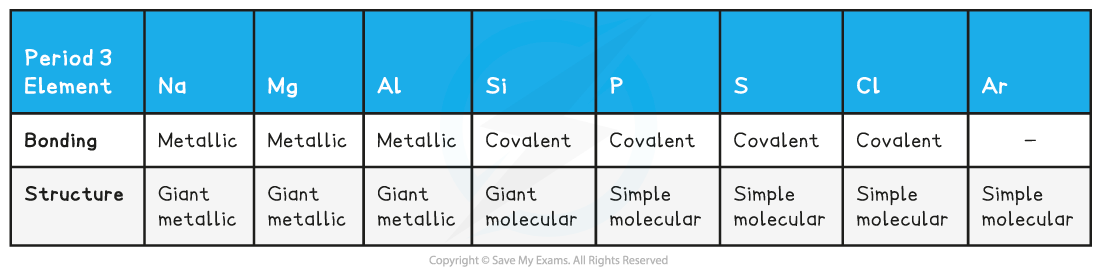 Period 3
Element Na Mg Al Si P S Cl Ar
Bonding Metallic Metallic Metallic Covalent Covalent Covalent Covalent –
Structure Giant Giant Giant Giant Simple Simple Simple Simple
metallic metallic metallic molecular molecular molecular molecular molecular
Copyright © Save My Exams. All Rights Reserved